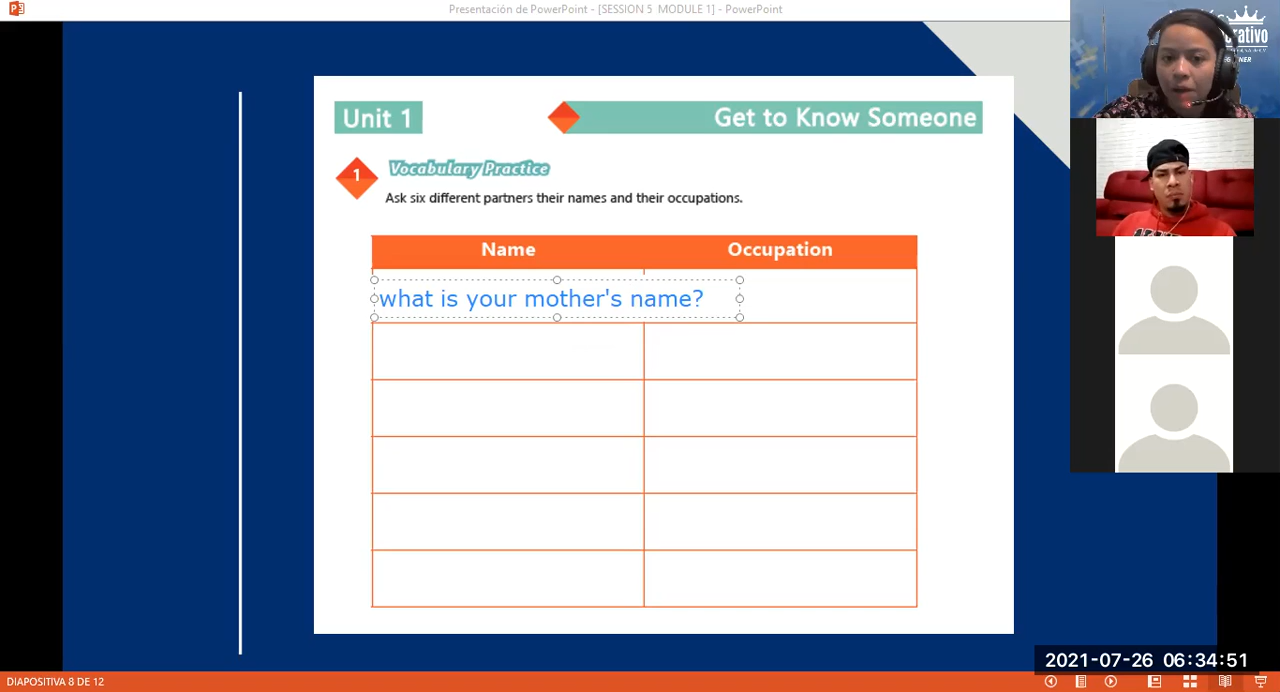 Presentación de PowerPoint - [SESSION 5 MODULE 1] - PowerPoint
Unit 1
Get to Know Someone
1
Vocabulary Practice
Ask six different partners their names and their occupations.
Name Occupation
what is your mother's name?
2021-07-26 06:34:51
DIAPOSITIVA 8 DE 12